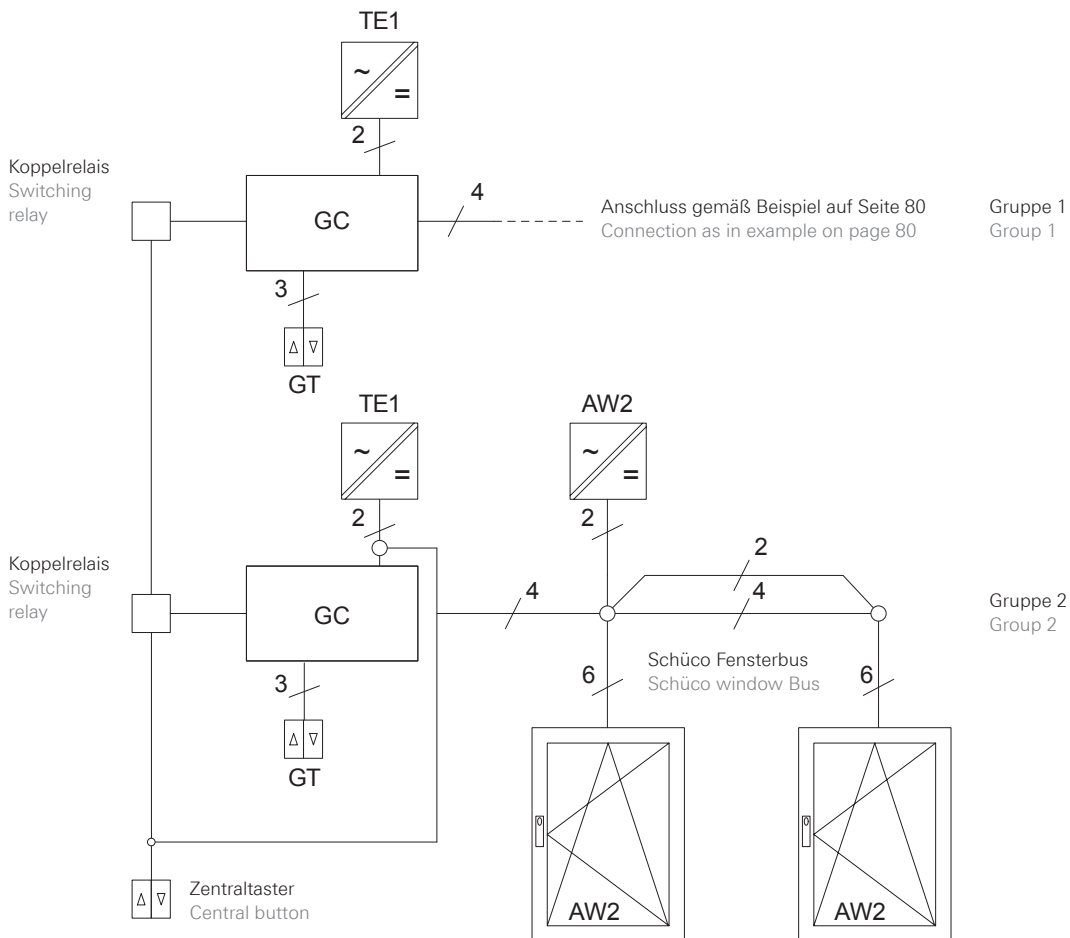 TE1
~
=
2
Koppelrelais
Switching
relay
GC
4
Anschluss gemäß Beispiel auf Seite 80
Connection as in example on page 80
Gruppe 1
Group 1
3
GT
TE1
~
=
AW2
~
=
2
2
Koppelrelais
Switching
relay
GC
4
2
4
Gruppe 2
Group 2
3
GT
6
Schüco Fensterbus
Schüco window Bus
6
Zentraltaster
Central button
AW2
AW2